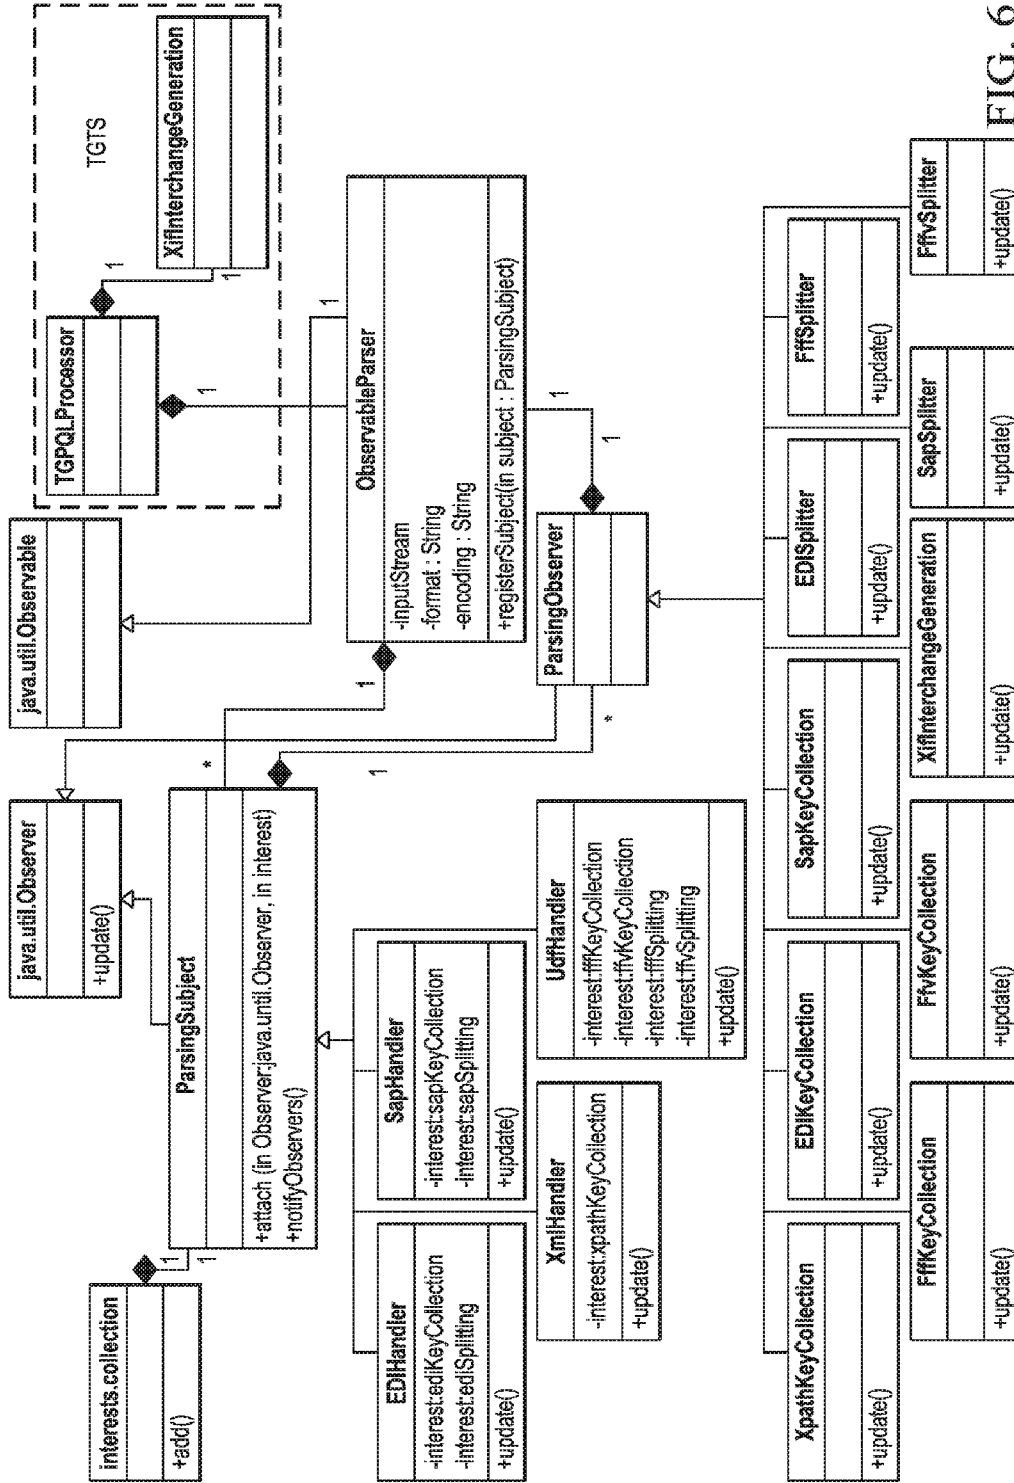 interests.collection
+add()
1
1
java.util.Observer
+update()
java.util.Observable
TGTS
TGPQLProcessor
1
1
XifInterchangeGeneration
1
1
ParsingSubject
+attach (in Observer:java.until.Observer, in interest)
+notifyObservers()
*
1
1
*
ObservableParser
-inputStream
-format : String
-encoding : String
+registerSubject(in subject : ParsingSubject)
1
ParsingObserver
EDIHandler
-interest:ediKeyCollection
-interest:ediSplitting
+update()
SapHandler
-interest:sapKeyCollection
-interest:sapSplitting
+update()
XmlHandler
-interest:xpathKeyCollection
+update()
UdfHandler
-interest:fffKeyCollection
-interest:ffvKeyCollection
-interest:fffSplitting
-interest:ffvSplitting
+update()
XpathKeyCollection
+update()
EDIKeyCollection
+update()
SapKeyCollection
+update()
EDISplitter
+update()
FffSplitter
+update()
FffKeyCollection
+update()
FfvKeyCollection
+update()
XifInterchangeGeneration
+update()
SapSplitter
+update()
FffvSplitter
+update()
FIG. 6